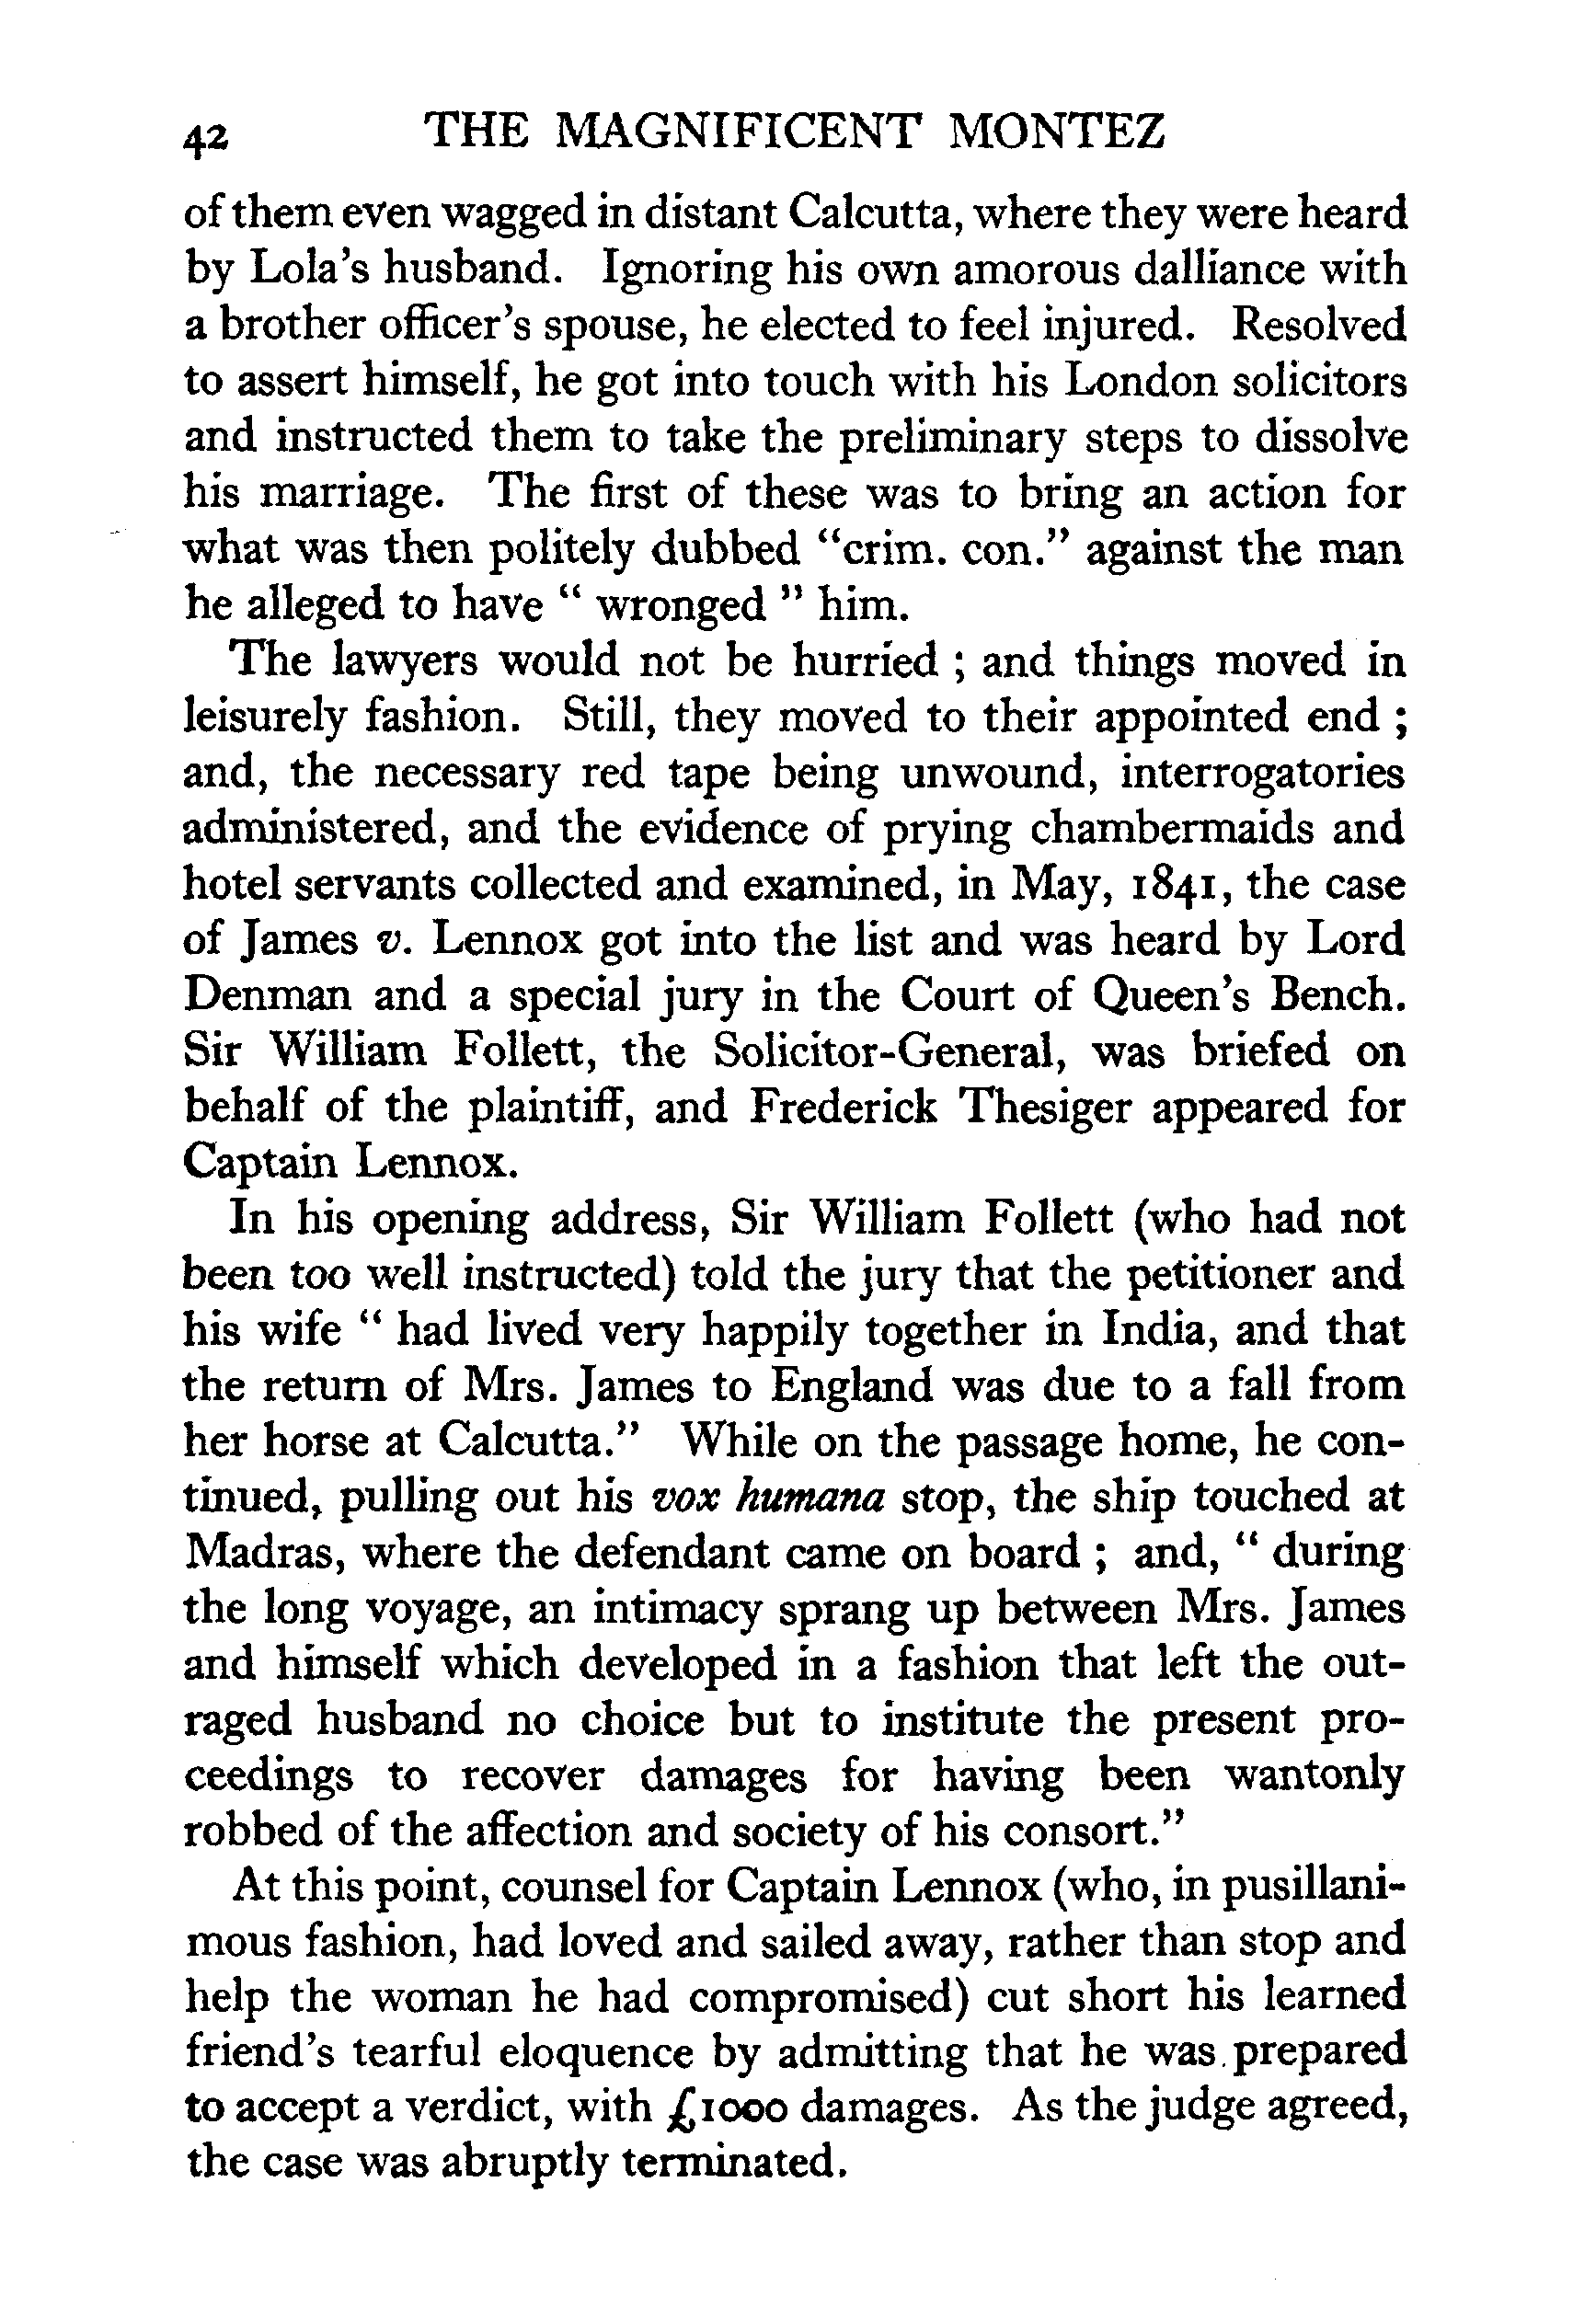 42 THE MAGNIFICENT MONTEZ
of them even wagged in distant Calcutta, where they were heard
by Lola's husband. Ignoring his own amorous dalliance with
a brother officer's spouse, he elected to feel injured. Resolved
to assert himself, he got into touch with his London solicitors
and instructed them to take the preliminary steps to dissolve
his marriage. The first of these was to bring an action for
what was then politely dubbed "crim. con." against the man
he alleged to have " wronged " him.
The lawyers would not be hurried ; and things moved in
leisurely fashion. Still, they moved to their appointed end ;
and, the necessary red tape being unwound, interrogatories
administered, and the evidence of prying chambermaids and
hotel servants collected and examined, in May, 1841, the case
of James v. Lennox got into the list and was heard by Lord
Denman and a special jury in the Court of Queen's Bench.
Sir William Follett, the Solicitor-General, was briefed on
behalf of the plaintiff, and Frederick Thesiger appeared for
Captain Lennox.
In his opening address, Sir William Follett (who had not
been too well instructed) told the jury that the petitioner and
his wife " had lived very happily together in India, and that
the return of Mrs. James to England was due to a fall from
her horse at Calcutta." While on the passage home, he con-
tinued, pulling out his vox humana stop, the ship touched at
Madras, where the defendant came on board ; and, " during
the long voyage, an intimacy sprang up between Mrs. James
and himself which developed in a fashion that left the out-
raged husband no choice but to institute the present pro-
ceedings to recover damages for having been wantonly
robbed of the affection and society of his consort."
At this point, counsel for Captain Lennox (who, in pusillani-
mous fashion, had loved and sailed away, rather than stop and
help the woman he had compromised) cut short his learned
friend's tearful eloquence by admitting that he was prepared
to accept a verdict, with £1000 damages. As the judge agreed,
the case was abruptly terminated.